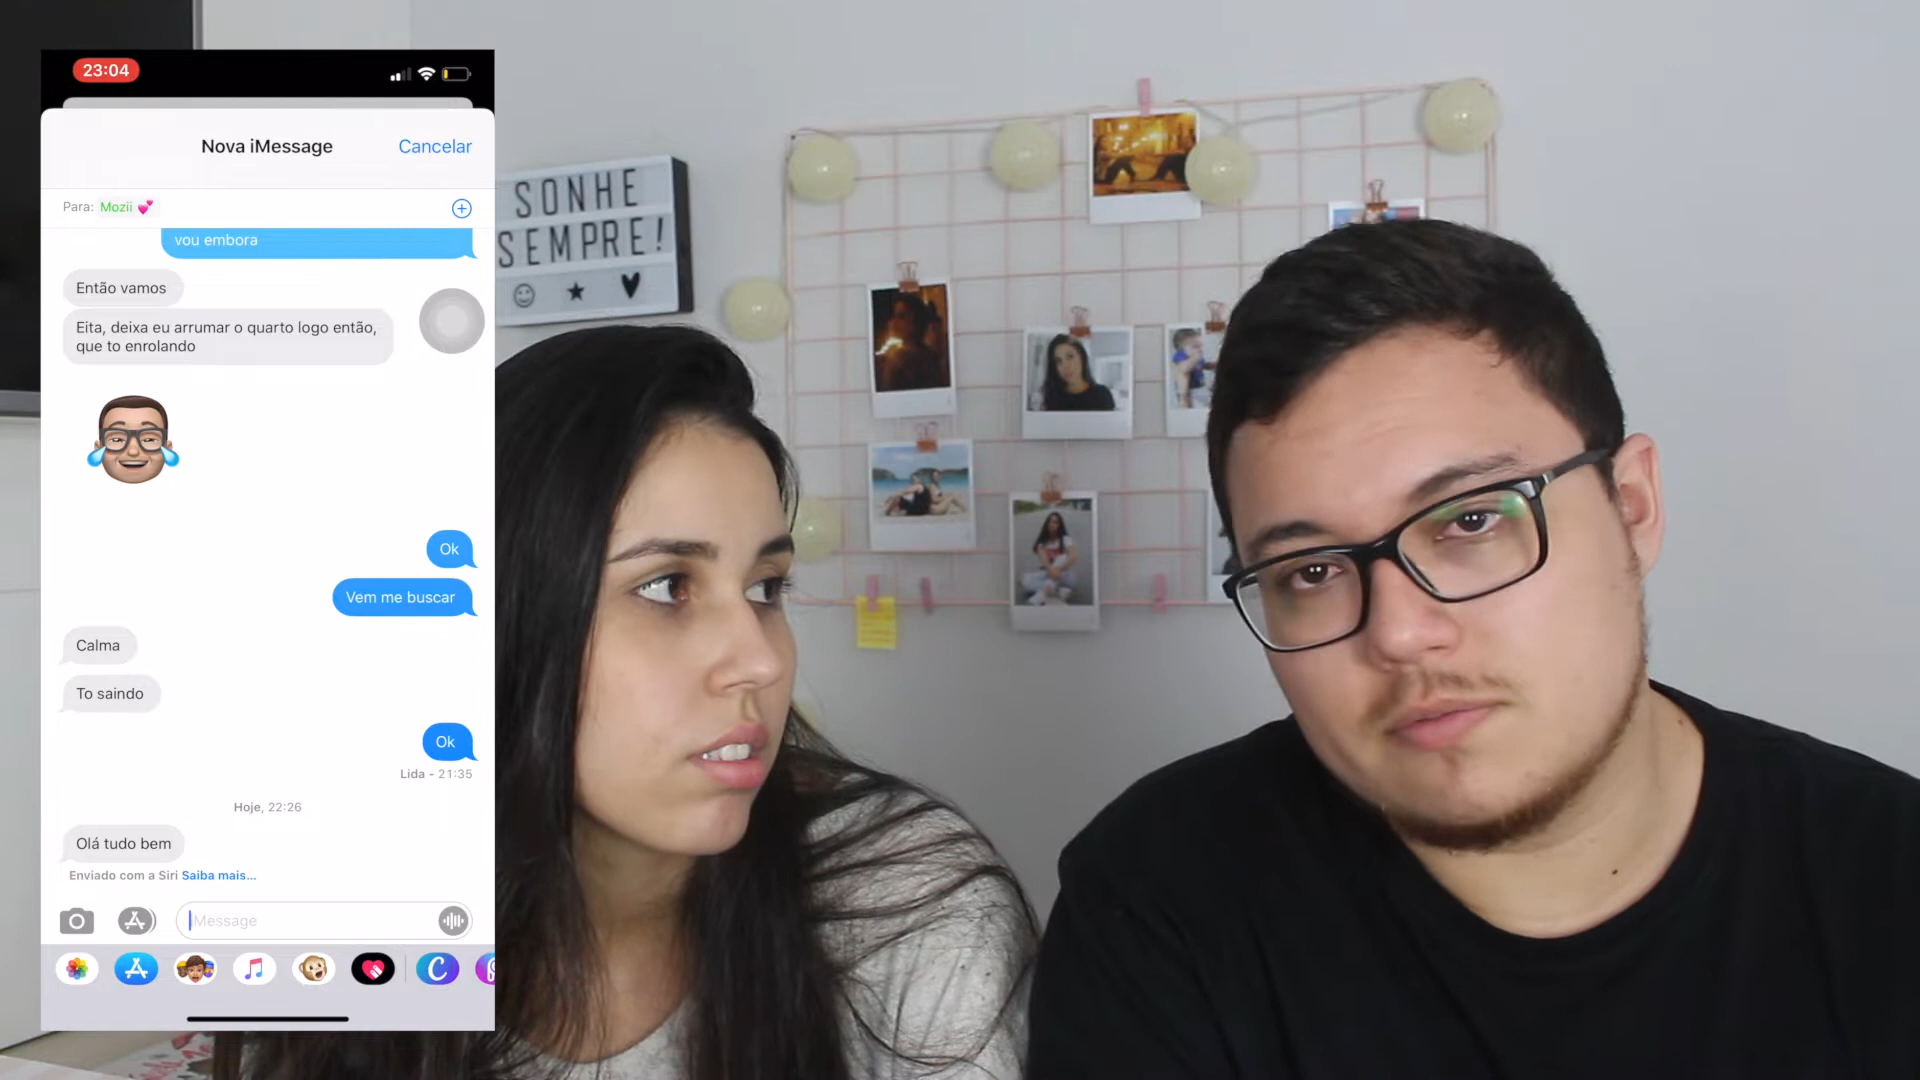 23:04
Nova iMessage
Cancelar
Para: Mozii 💕
vou embora
Então vamos
Eita, deixa eu arrumar o quarto logo então,
que to enrolando
Ok
Vem me buscar
Calma
To saindo
Ok
Lida - 21:35
Hoje, 22:26
Olá tudo bem
Enviado com a Siri Saiba mais...
iMessage
SONHE
SEMPRE!